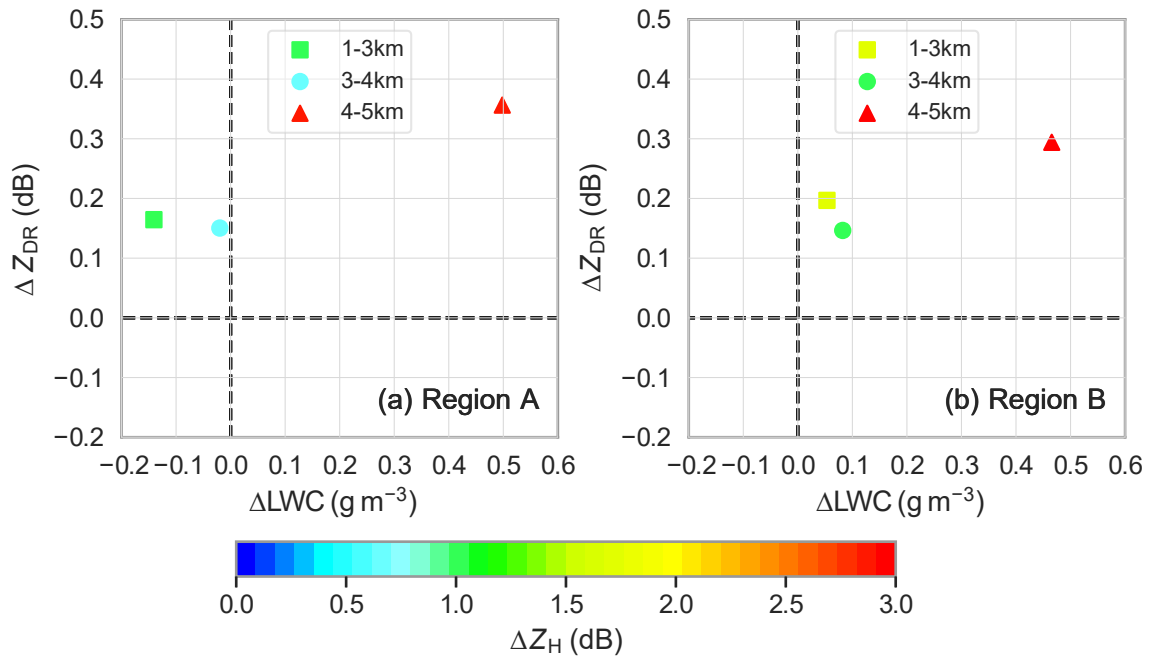 0.5
0.4
0.3
0.2
0.1
0.0
−0.1
−0.2
Δ Z_DR (dB)
1-3km
3-4km
4-5km
(a) Region A
−0.2 −0.1 0.0 0.1 0.2 0.3 0.4 0.5 0.6
ΔLWC (g m⁻³)
0.5
0.4
0.3
0.2
0.1
0.0
−0.1
−0.2
Δ Z_DR (dB)
1-3km
3-4km
4-5km
(b) Region B
−0.2 −0.1 0.0 0.1 0.2 0.3 0.4 0.5 0.6
ΔLWC (g m⁻³)
0.0 0.5 1.0 1.5 2.0 2.5 3.0
ΔZ_H (dB)